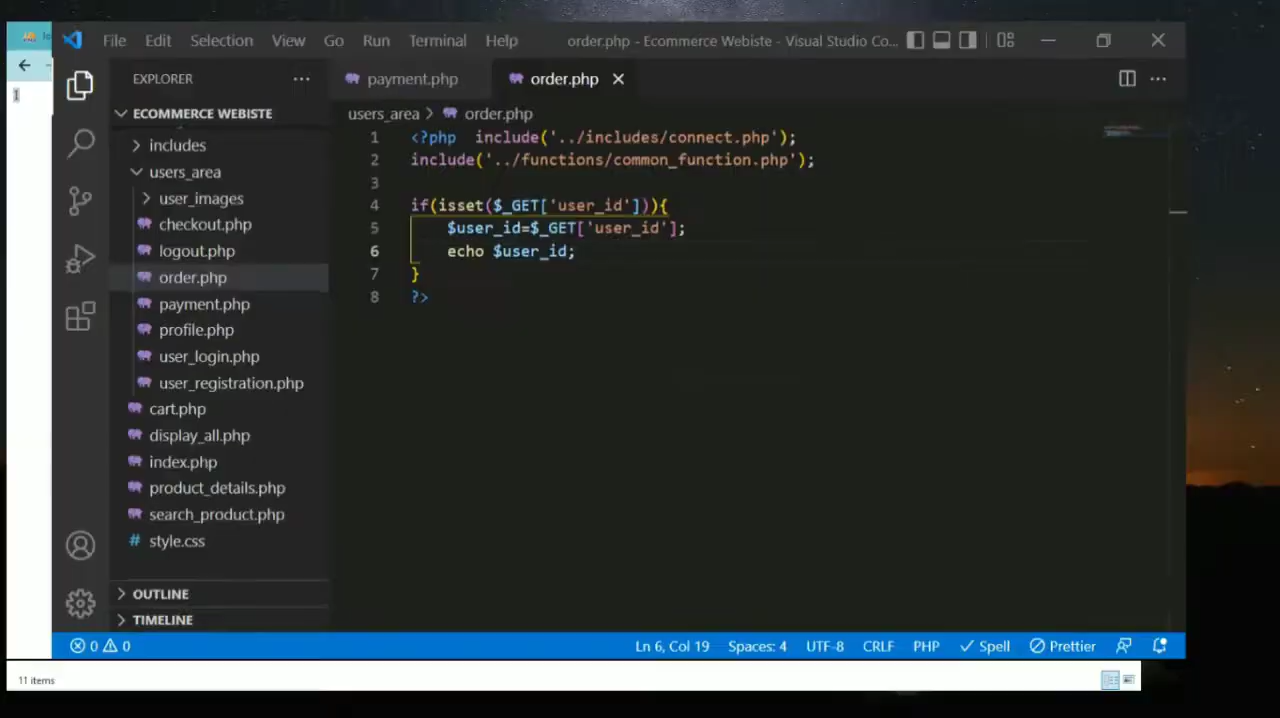 File Edit Selection View Go Run Terminal Help order.php - Ecommerce Webiste - Visual Studio Co...
EXPLORER
payment.php
order.php
ECOMMERCE WEBISTE
includes
users_area
user_images
checkout.php
logout.php
order.php
payment.php
profile.php
user_login.php
user_registration.php
cart.php
display_all.php
index.php
product_details.php
search_product.php
# style.css
OUTLINE
TIMELINE
users_area > order.php
1 <?php  include('../includes/connect.php');
2 include('../functions/common_function.php');
3
4 if(isset($_GET['user_id'])){
5     $user_id=$_GET['user_id'];
6     echo $user_id;
7 }
8 ?>
0 0 Ln 6, Col 19 Spaces: 4 UTF-8 CRLF PHP Spell Prettier
11 items
1